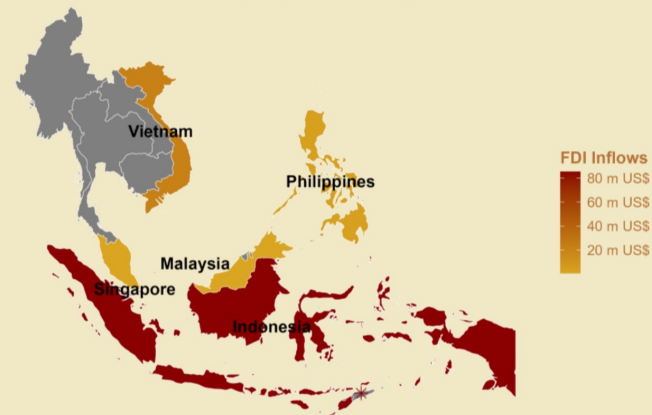 Vietnam
Philippines
Malaysia
Singapore
Indonesia
FDI Inflows
80 m US$
60 m US$
40 m US$
20 m US$